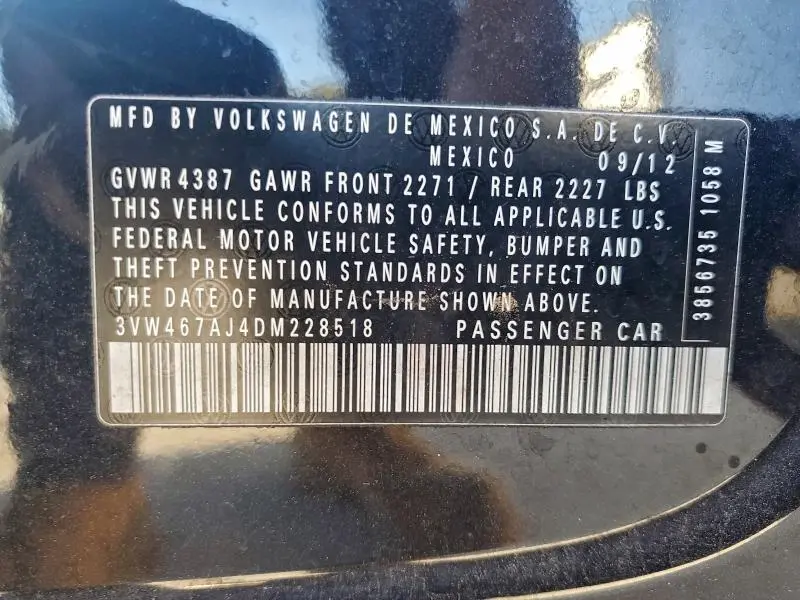 MFD BY VOLKSWAGEN DE MEXICO S.A. DE C.V.
MEXICO 09/12
GVWR 4387 GAWR FRONT 2271 / REAR 2227 LBS
THIS VEHICLE CONFORMS TO ALL APPLICABLE U.S.
FEDERAL MOTOR VEHICLE SAFETY, BUMPER AND
THEFT PREVENTION STANDARDS IN EFFECT ON
THE DATE OF MANUFACTURE SHOWN ABOVE.
3VW467AJ4DM228518 PASSENGER CAR
3856735 1058 M